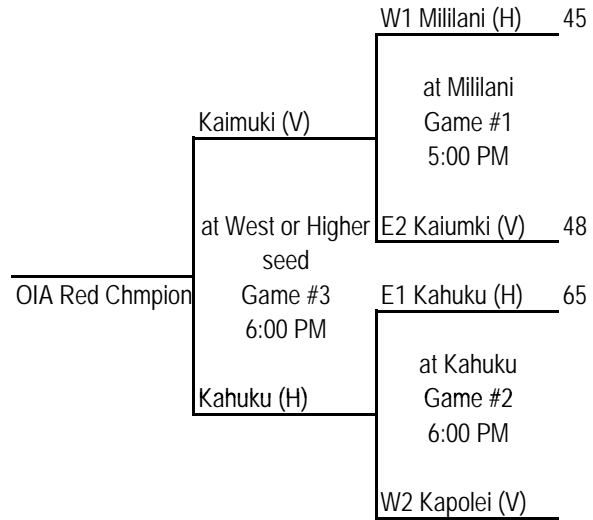 W1 Mililani (H) 45
at Mililani
Game #1
5:00 PM
Kaimuki (V)
E2 Kaiumki (V) 48
at West or Higher
seed
Game #3
6:00 PM
OIA Red Chmpion
E1 Kahuku (H) 65
at Kahuku
Game #2
6:00 PM
Kahuku (H)
W2 Kapolei (V)